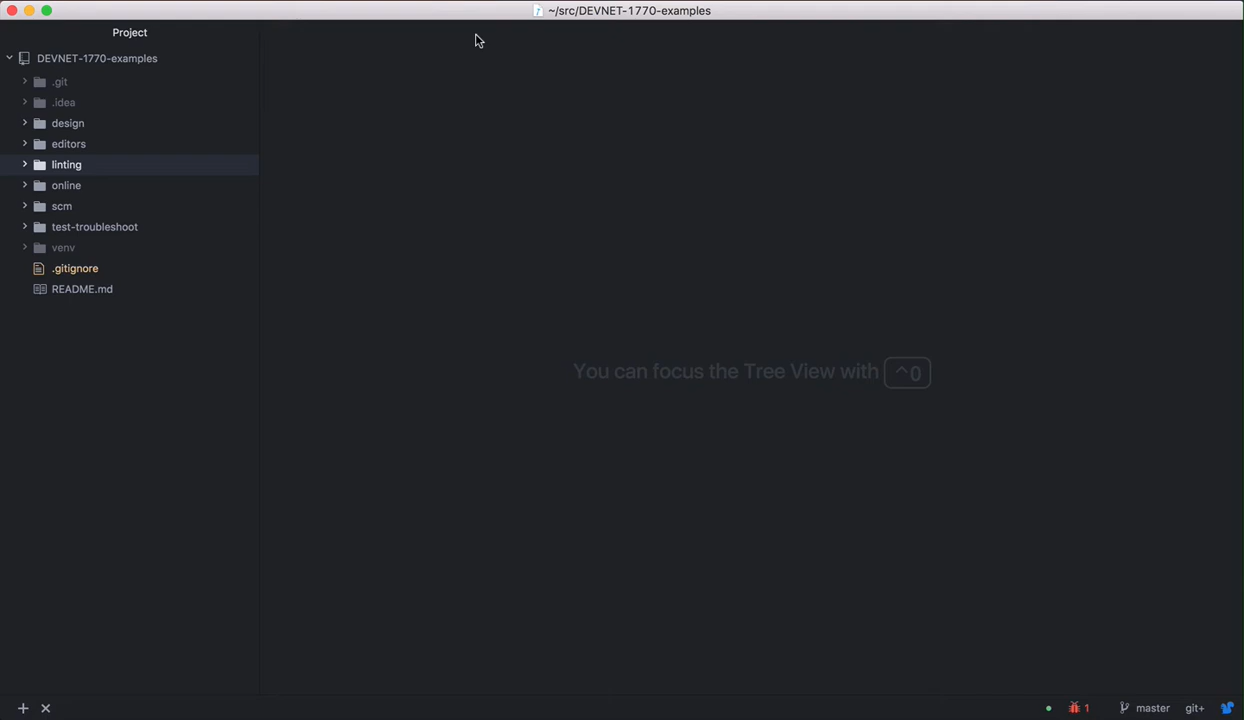 ~/src/DEVNET-1770-examples
Project
DEVNET-1770-examples
.git
.idea
design
editors
linting
online
scm
test-troubleshoot
venv
.gitignore
README.md
You can focus the Tree View with ^0
1 master git+